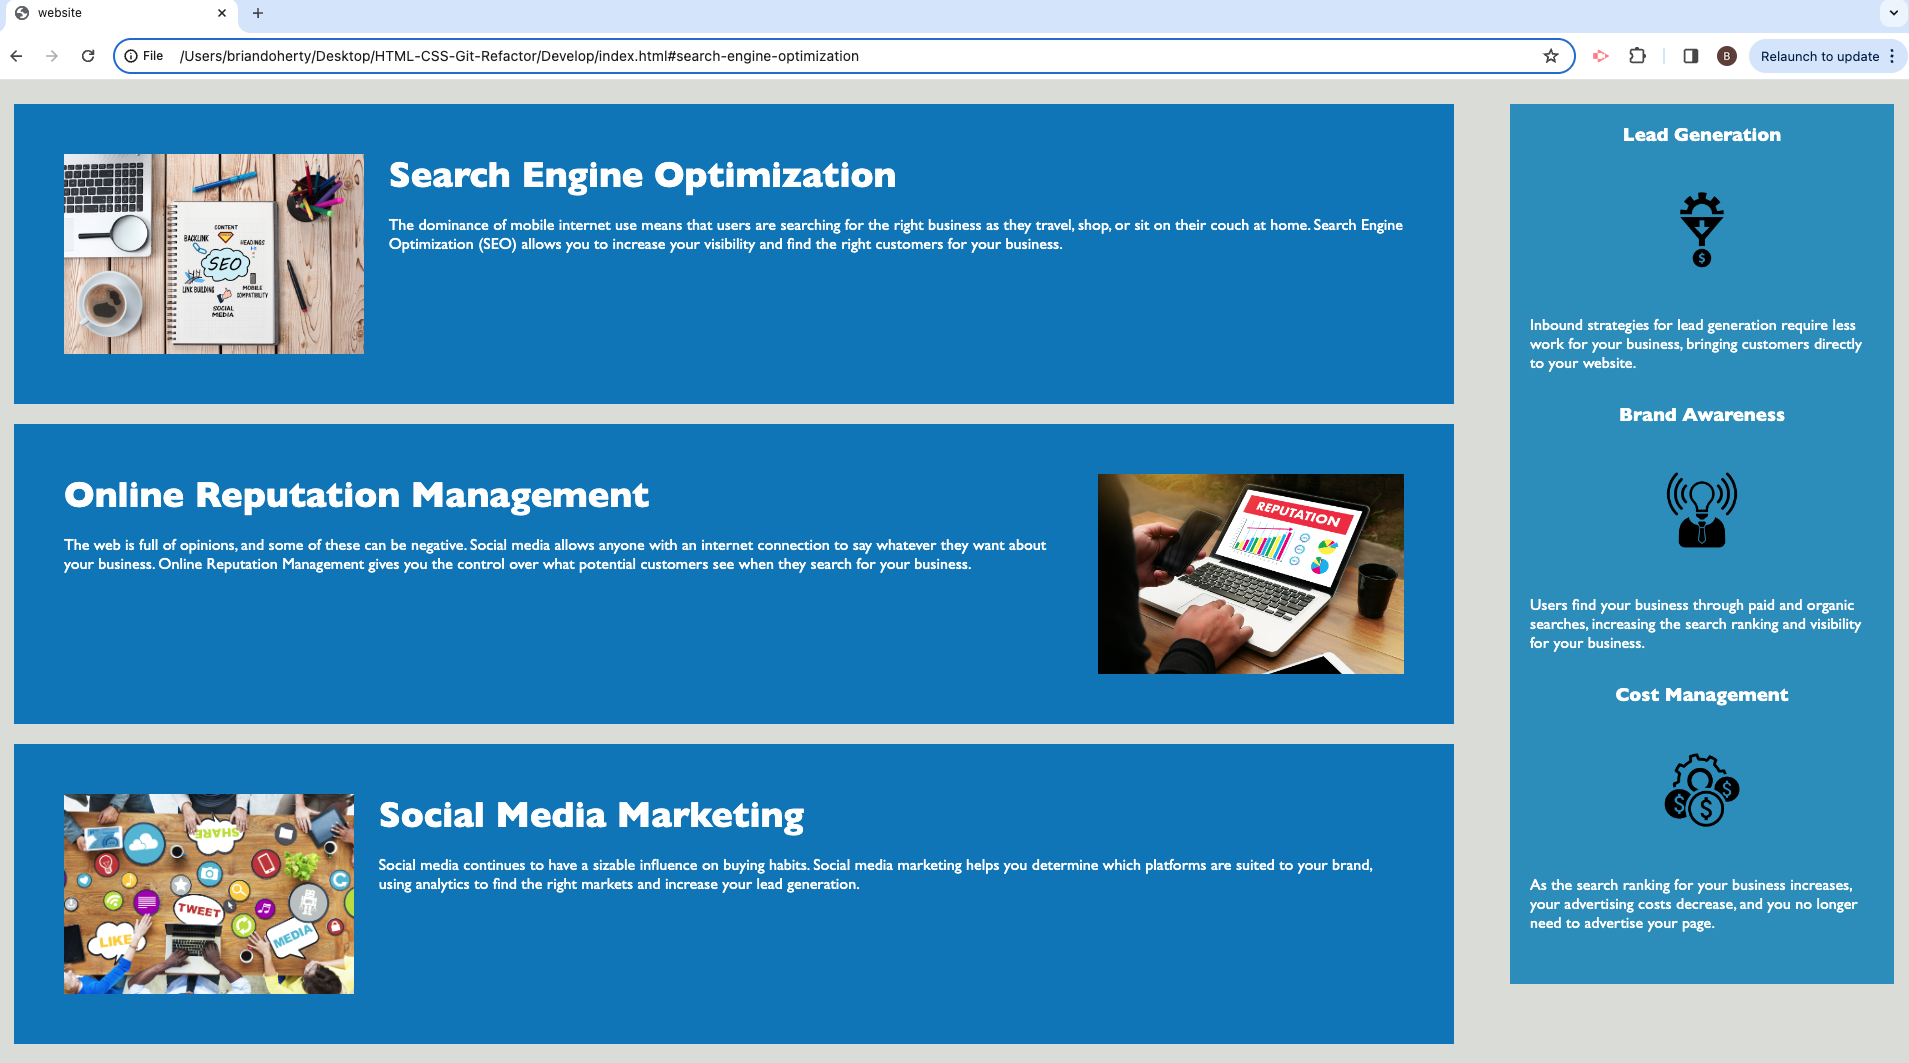 website
File
/Users/briandoherty/Desktop/HTML-CSS-Git-Refactor/Develop/index.html#search-engine-optimization
B
Relaunch to update
CONTENT
BACKLINK
HEADINGS
SEO
LINK BUILDING
MOBILE
COMPATIBILITY
SOCIAL
MEDIA
Search Engine Optimization
The dominance of mobile internet use means that users are searching for the right business as they travel, shop, or sit on their couch at home. Search Engine
Optimization (SEO) allows you to increase your visibility and find the right customers for your business.
Online Reputation Management
The web is full of opinions, and some of these can be negative. Social media allows anyone with an internet connection to say whatever they want about
your business. Online Reputation Management gives you the control over what potential customers see when they search for your business.
REPUTATION
SHARE
TWEET
LIKE
MEDIA
Social Media Marketing
Social media continues to have a sizable influence on buying habits. Social media marketing helps you determine which platforms are suited to your brand,
using analytics to find the right markets and increase your lead generation.
Lead Generation
$
Inbound strategies for lead generation require less
work for your business, bringing customers directly
to your website.
Brand Awareness
Users find your business through paid and organic
searches, increasing the search ranking and visibility
for your business.
Cost Management
$ $ $
As the search ranking for your business increases,
your advertising costs decrease, and you no longer
need to advertise your page.